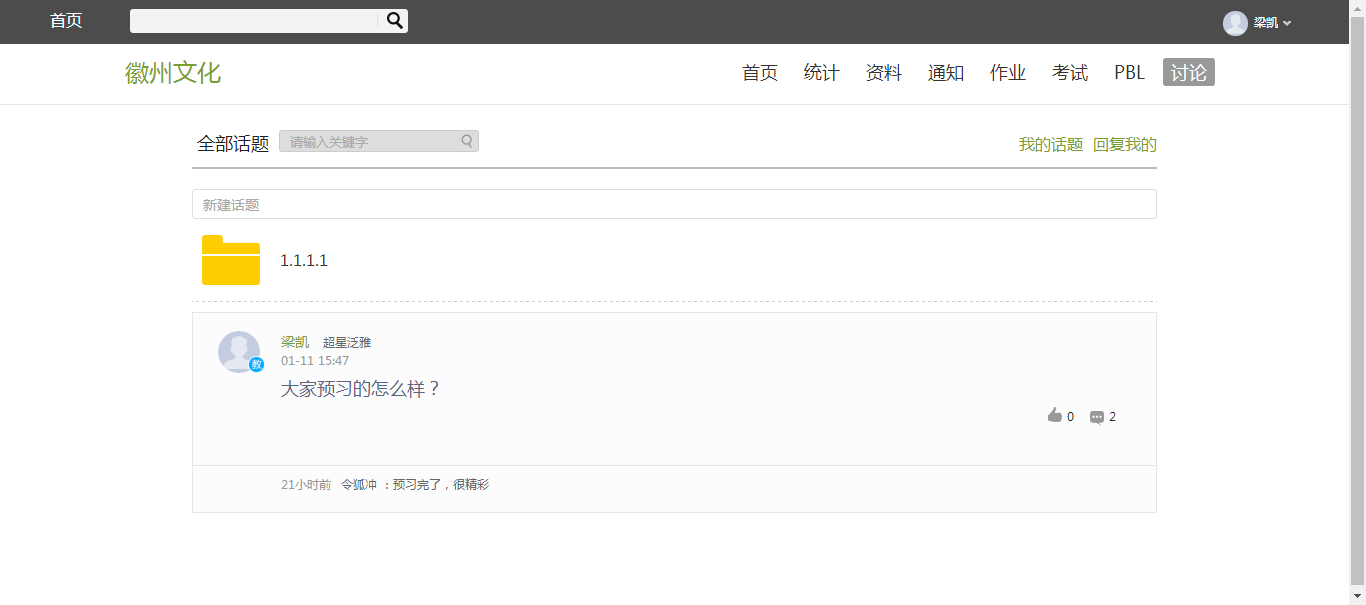 首页
梁凯
徽州文化
首页 统计 资料 通知 作业 考试 PBL 讨论
全部话题 请输入关键字 我的话题 回复我的
新建话题
1.1.1.1
梁凯 超星泛雅
教
01-11 15:47
大家预习的怎么样？
0 2
21小时前 令狐冲 ：预习完了，很精彩